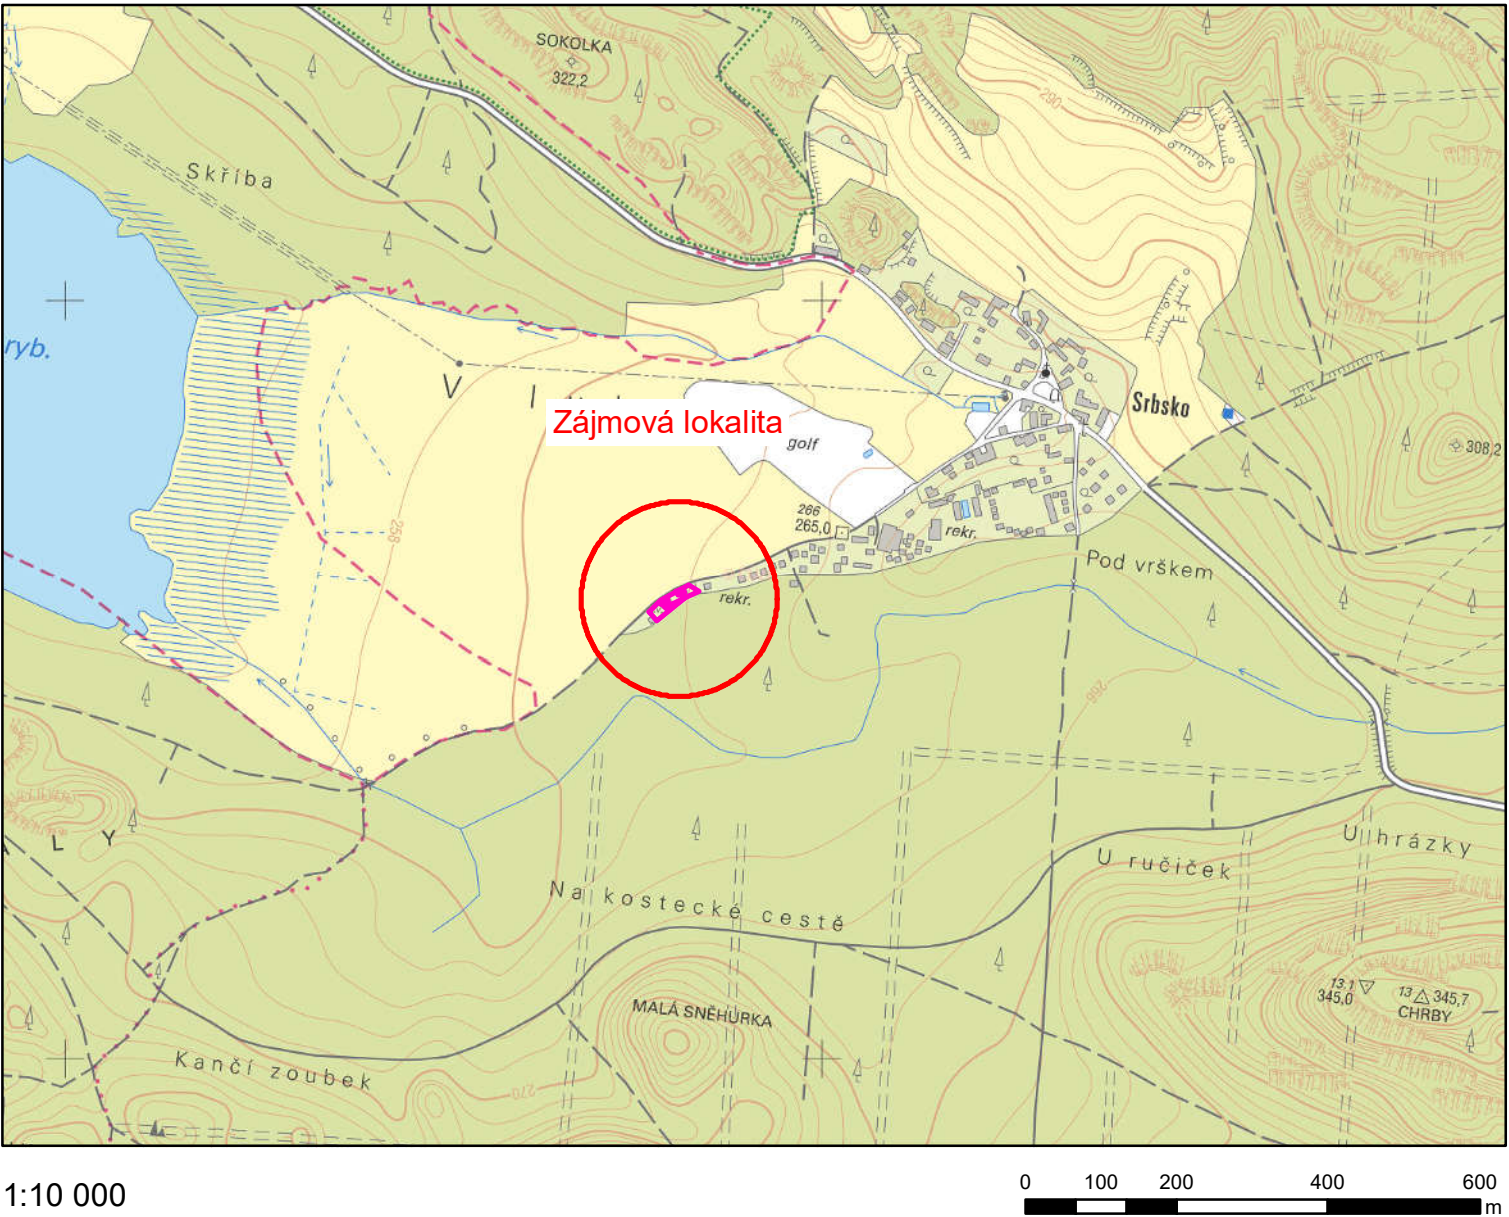 SOKOLKA
322,2
290
Skříba
ryb.
V I
Zájmová lokalita
golf
Srbsko
308,2
266
265,0
rekr.
258
Pod vrškem
rekr.
266
L Y
U hrázky
U ručiček
Na kostecké cestě
13.1
345,0
13
345,7
CHRBY
MALÁ SNĚHURKA
Kančí zoubek
270
1:10 000
0 100 200 400 600
m